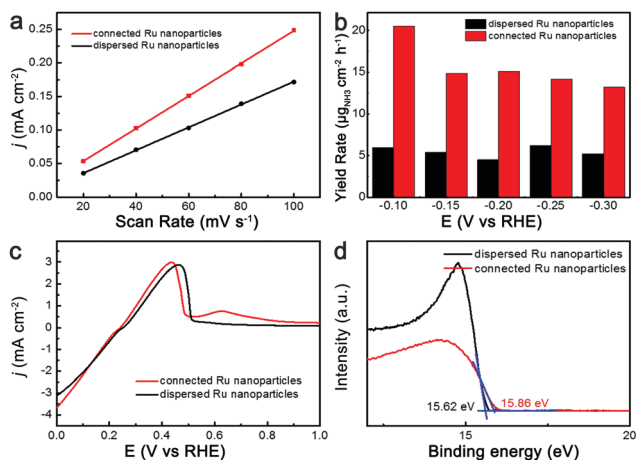 a
connected Ru nanoparticles
dispersed Ru nanoparticles
j (mA cm⁻²)
0.25
0.20
0.15
0.10
0.05
0.00
20 40 60 80 100
Scan Rate (mV s⁻¹)
b
dispersed Ru nanoparticles
connected Ru nanoparticles
Yield Rate (μg NH3 cm⁻² h⁻¹)
20
15
10
5
0
-0.10 -0.15 -0.20 -0.25 -0.30
E (V vs RHE)
c
j (mA cm⁻²)
3
2
1
0
-1
-2
-3
-4
connected Ru nanoparticles
dispersed Ru nanoparticles
0.0 0.2 0.4 0.6 0.8 1.0
E (V vs RHE)
d
dispersed Ru nanoparticles
connected Ru nanoparticles
Intensity (a.u.)
15.62 eV
15.86 eV
15 20
Binding energy (eV)